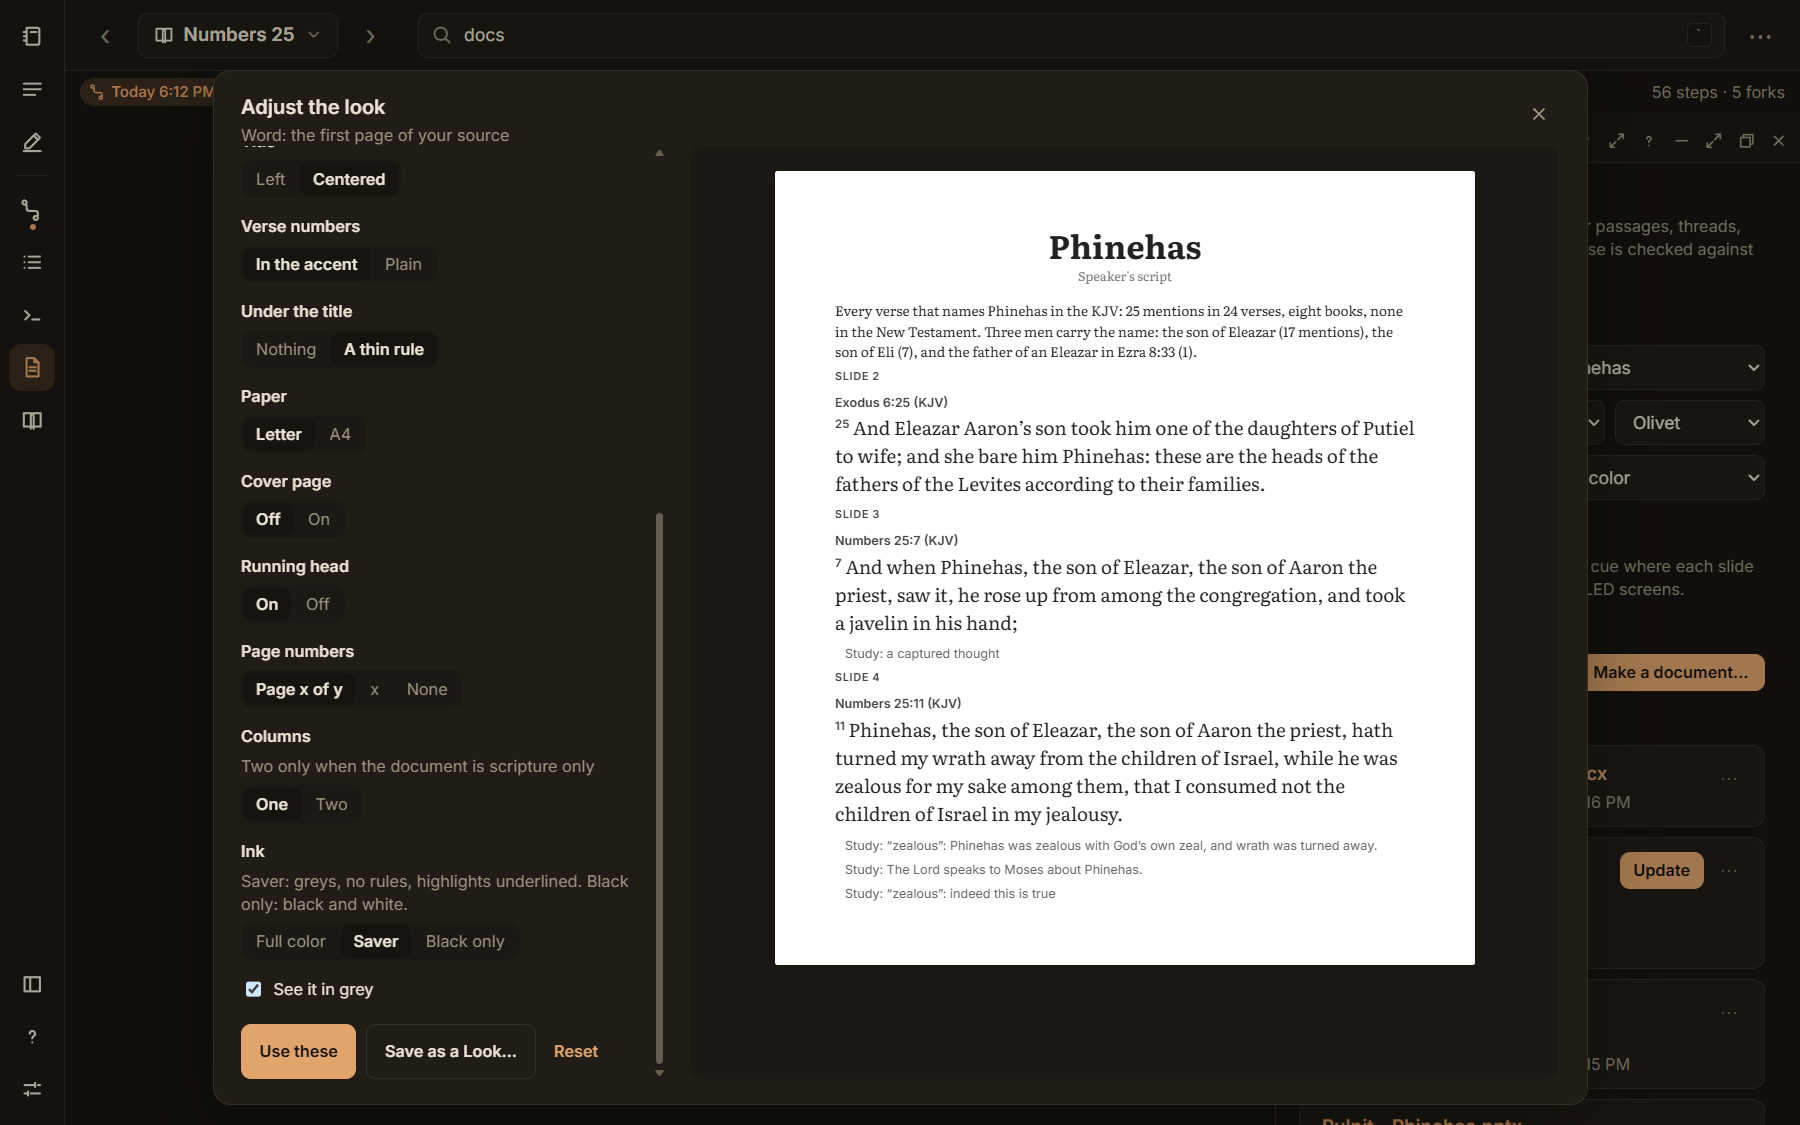 Numbers 25
docs
`
Today 6:12 PM
56 steps · 5 forks
Adjust the look
Word: the first page of your source
Left
Centered
Verse numbers
In the accent
Plain
Under the title
Nothing
A thin rule
Paper
Letter
A4
Cover page
Off
On
Running head
On
Off
Page numbers
Page x of y
x
None
Columns
Two only when the document is scripture only
One
Two
Ink
Saver: greys, no rules, highlights underlined. Black
only: black and white.
Full color
Saver
Black only
See it in grey
Use these
Save as a Look...
Reset
Phinehas
Speaker's script
Every verse that names Phinehas in the KJV: 25 mentions in 24 verses, eight books, none
in the New Testament. Three men carry the name: the son of Eleazar (17 mentions), the
son of Eli (7), and the father of an Eleazar in Ezra 8:33 (1).
SLIDE 2
Exodus 6:25 (KJV)
25 And Eleazar Aaron’s son took him one of the daughters of Putiel
to wife; and she bare him Phinehas: these are the heads of the
fathers of the Levites according to their families.
SLIDE 3
Numbers 25:7 (KJV)
7 And when Phinehas, the son of Eleazar, the son of Aaron the
priest, saw it, he rose up from among the congregation, and took
a javelin in his hand;
Study: a captured thought
SLIDE 4
Numbers 25:11 (KJV)
11 Phinehas, the son of Eleazar, the son of Aaron the priest, hath
turned my wrath away from the children of Israel, while he was
zealous for my sake among them, that I consumed not the
children of Israel in my jealousy.
Study: “zealous”: Phinehas was zealous with God’s own zeal, and wrath was turned away.
Study: The Lord speaks to Moses about Phinehas.
Study: “zealous”: indeed this is true
?
passages, threads,
se is checked against
nehas
Olivet
color
cue where each slide
LED screens.
Make a document...
cx
16 PM
Update
15 PM
?